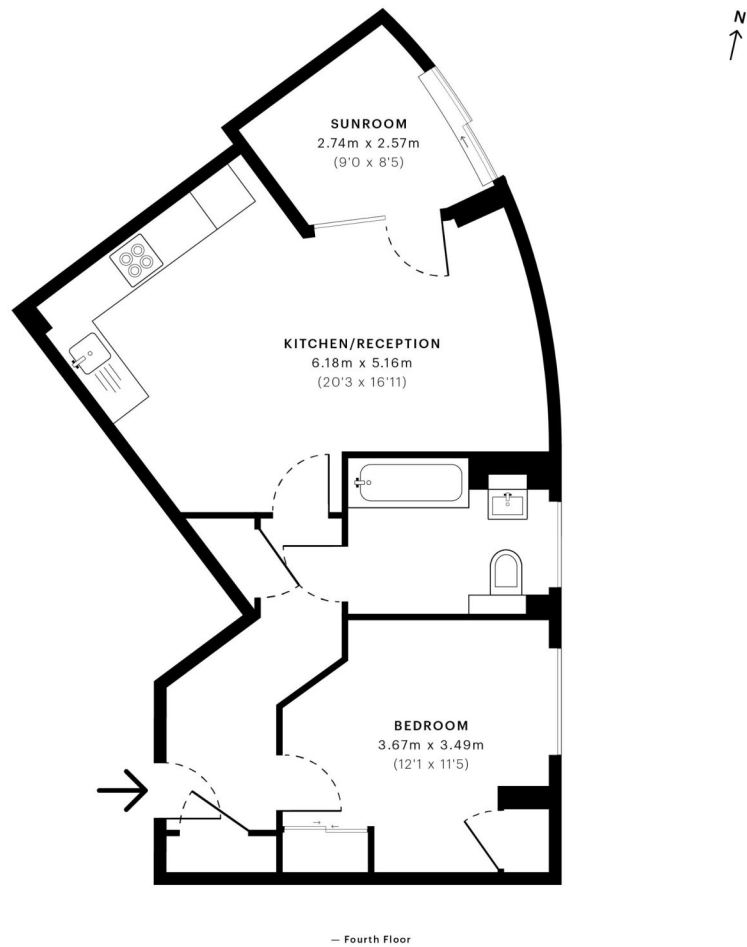 N
SUNROOM
2.74m x 2.57m
(9'0 x 8'5)
KITCHEN/RECEPTION
6.18m x 5.16m
(20'3 x 16'11)
BEDROOM
3.67m x 3.49m
(12'1 x 11'5)
— Fourth Floor